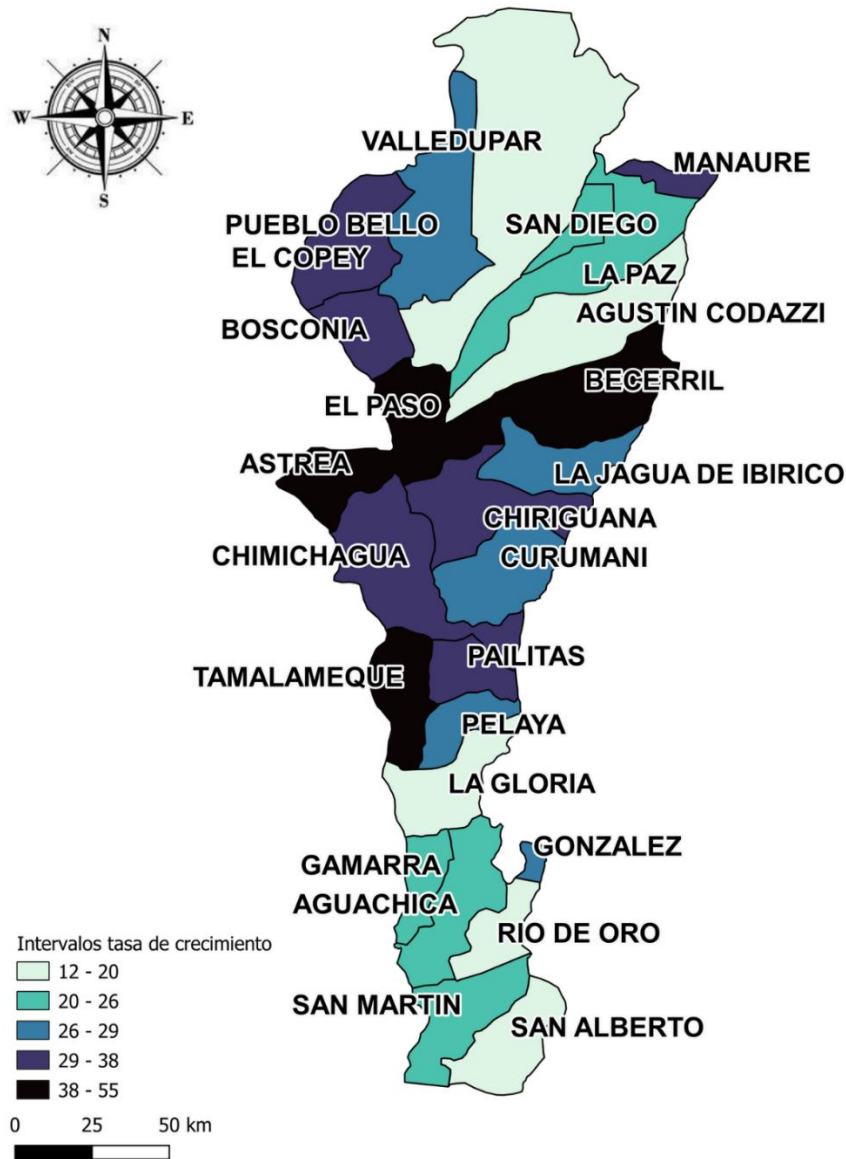 N
W E
S
VALLEDUPAR
MANAURE
PUEBLO BELLO
SAN DIEGO
EL COPEY
LA PAZ
AGUSTIN CODAZZI
BOSCONIA
BECERRIL
EL PASO
ASTREA
LA JAGUA DE IBIRICO
CHIRIGUANA
CHIMICHAGUA
CURUMANI
PAILITAS
TAMALAMEQUE
PELAYA
LA GLORIA
GONZALEZ
GAMARRA
AGUACHICA
RIO DE ORO
SAN MARTIN
SAN ALBERTO
Intervalos tasa de crecimiento
12 - 20
20 - 26
26 - 29
29 - 38
38 - 55
0 25 50 km